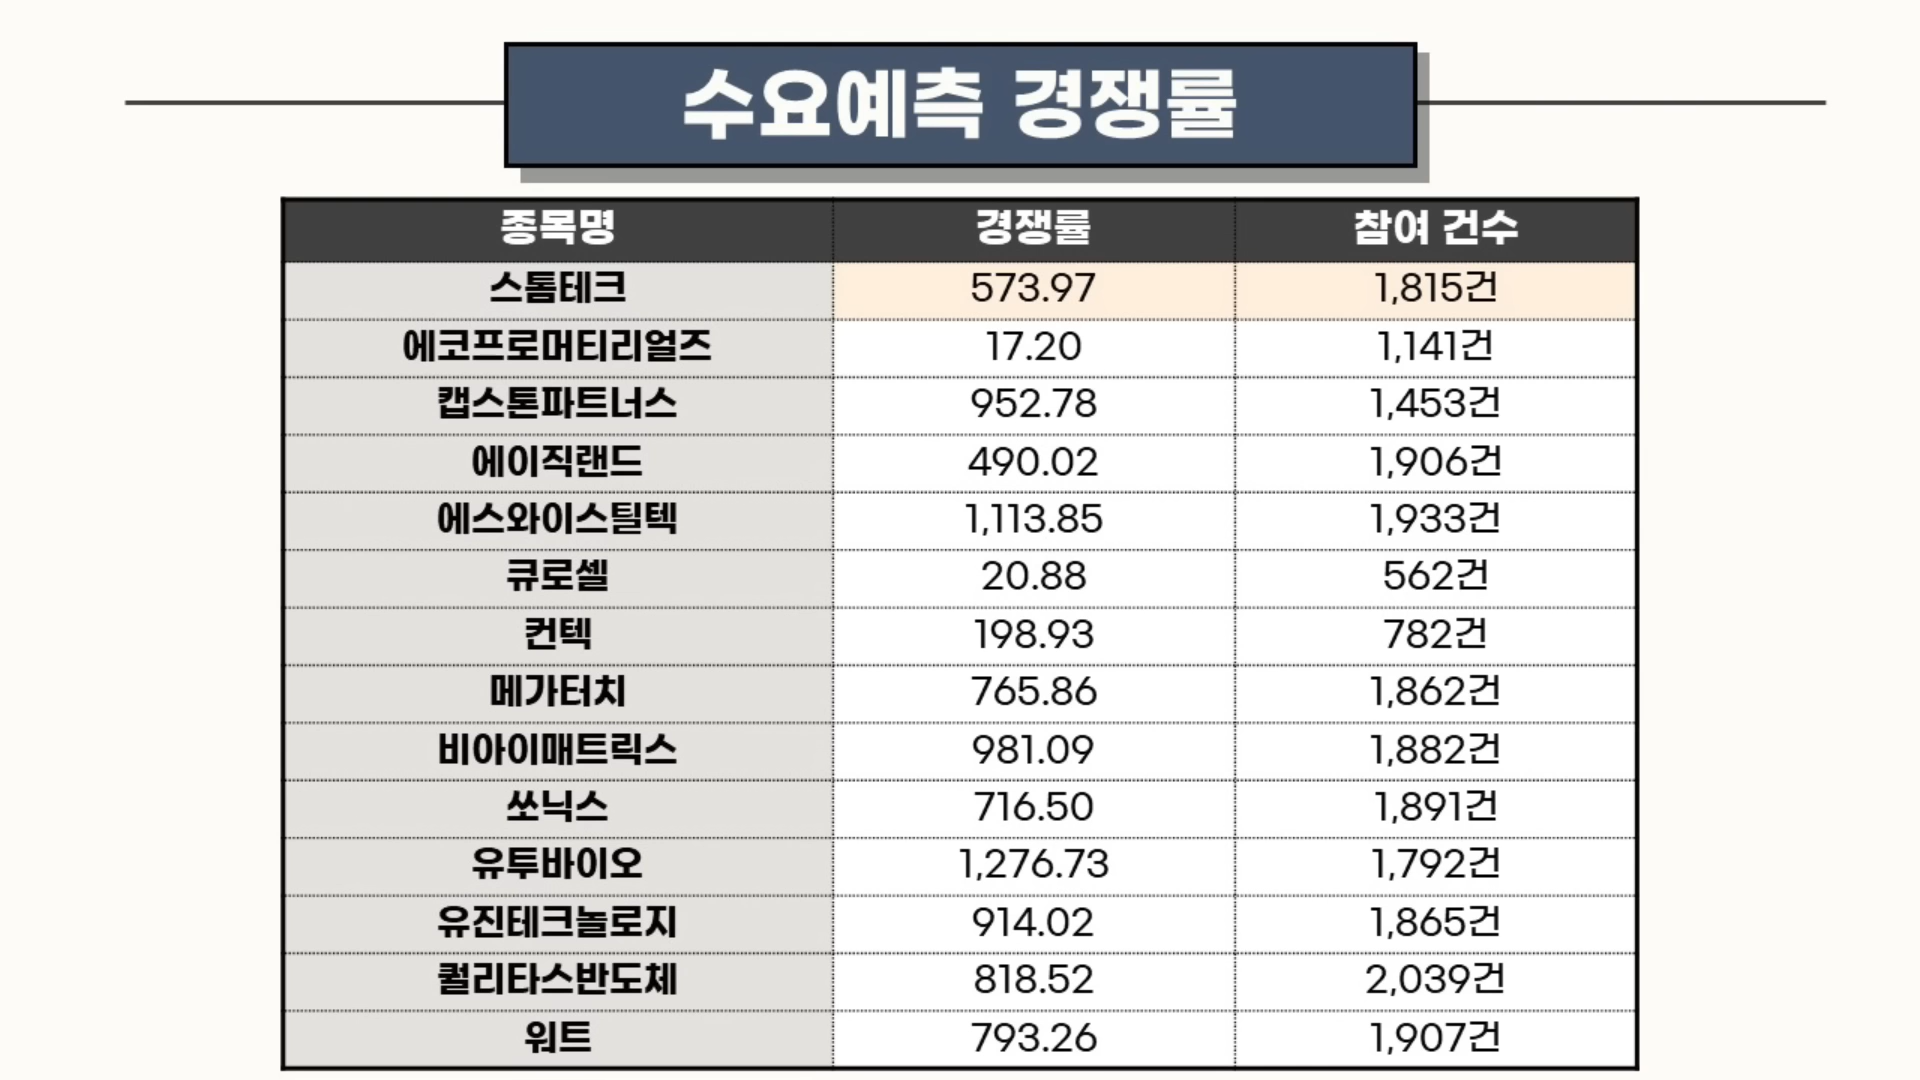 수요예측 경쟁률
종목명 경쟁률 참여 건수
스톰테크 573.97 1,815건
에코프로머티리얼즈 17.20 1,141건
캡스톤파트너스 952.78 1,453건
에이직랜드 490.02 1,906건
에스와이스틸텍 1,113.85 1,933건
큐로셀 20.88 562건
컨텍 198.93 782건
메가터치 765.86 1,862건
비아이매트릭스 981.09 1,882건
쏘닉스 716.50 1,891건
유투바이오 1,276.73 1,792건
유진테크놀로지 914.02 1,865건
퀄리타스반도체 818.52 2,039건
워트 793.26 1,907건